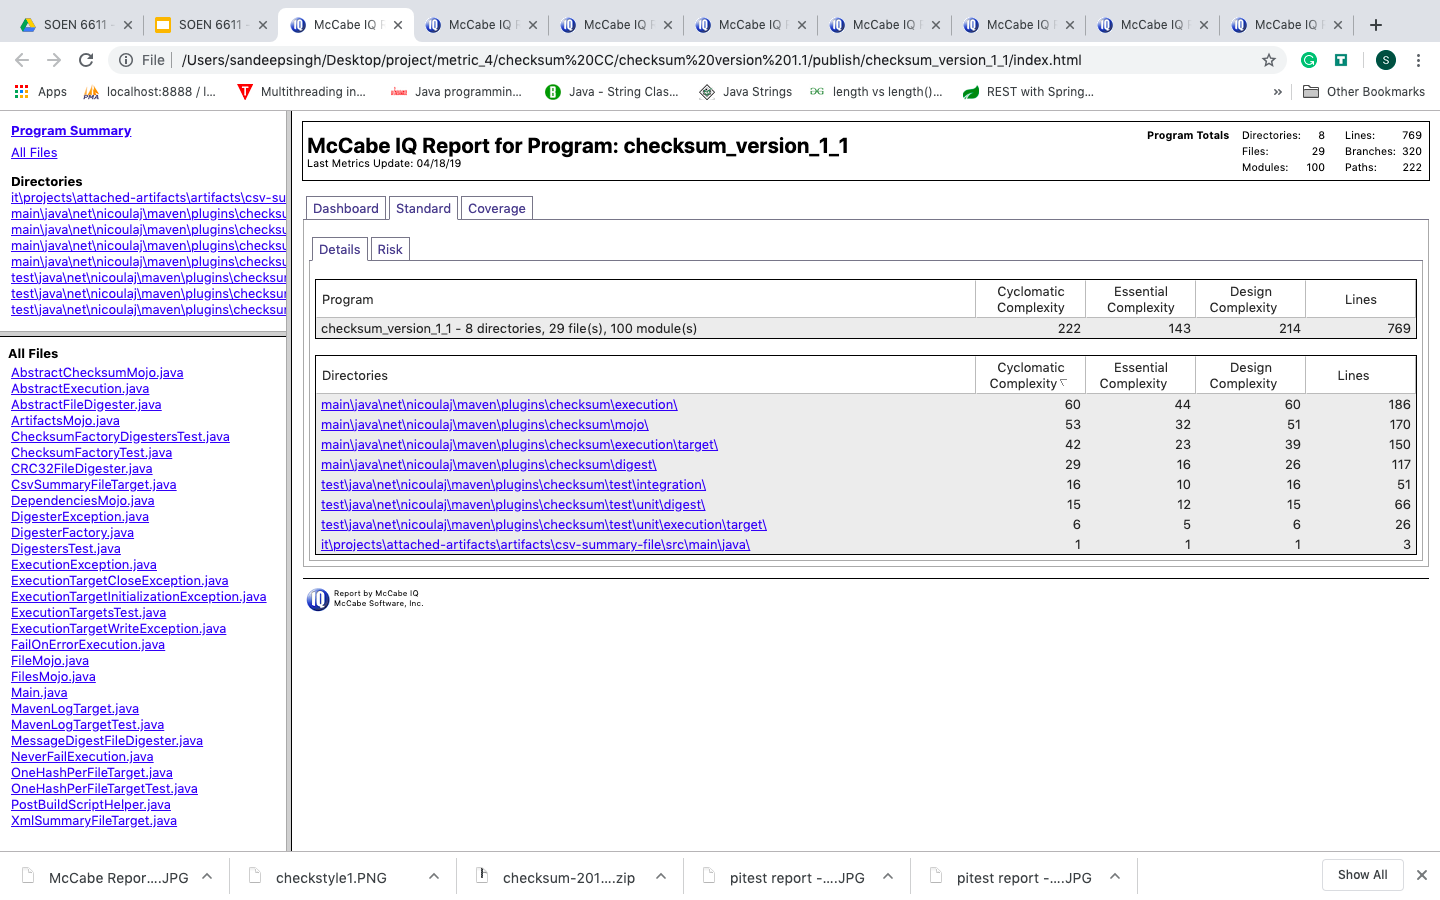 SOEN 6611 -
SOEN 6611 -
McCabe IQ R
McCabe IQ R
McCabe IQ R
McCabe IQ R
McCabe IQ R
McCabe IQ R
McCabe IQ R
McCabe IQ R
File /Users/sandeepsingh/Desktop/project/metric_4/checksum%20CC/checksum%20version%201.1/publish/checksum_version_1_1/index.html
S
Apps
PMA localhost:8888 / l...
Multithreading in...
Java programmin...
Java - String Clas...
Java Strings
length vs length()...
REST with Spring...
» Other Bookmarks
Program Summary
All Files
Directories
it\projects\attached-artifacts\artifacts\csv-su
main\java\net\nicoulaj\maven\plugins\checksu
main\java\net\nicoulaj\maven\plugins\checksu
main\java\net\nicoulaj\maven\plugins\checksu
main\java\net\nicoulaj\maven\plugins\checksu
test\java\net\nicoulaj\maven\plugins\checksu
test\java\net\nicoulaj\maven\plugins\checksu
test\java\net\nicoulaj\maven\plugins\checksu
All Files
AbstractChecksumMojo.java
AbstractExecution.java
AbstractFileDigester.java
ArtifactsMojo.java
ChecksumFactoryDigestersTest.java
ChecksumFactoryTest.java
CRC32FileDigester.java
CsvSummaryFileTarget.java
DependenciesMojo.java
DigesterException.java
DigesterFactory.java
DigestersTest.java
ExecutionException.java
ExecutionTargetCloseException.java
ExecutionTargetInitializationException.java
ExecutionTargetsTest.java
ExecutionTargetWriteException.java
FailOnErrorExecution.java
FileMojo.java
FilesMojo.java
Main.java
MavenLogTarget.java
MavenLogTargetTest.java
MessageDigestFileDigester.java
NeverFailExecution.java
OneHashPerFileTarget.java
OneHashPerFileTargetTest.java
PostBuildScriptHelper.java
XmlSummaryFileTarget.java
McCabe IQ Report for Program: checksum_version_1_1
Last Metrics Update: 04/18/19
Program Totals Directories: 8 Lines: 769
Files: 29 Branches: 320
Modules: 100 Paths: 222
Dashboard Standard Coverage
Details Risk
Program Cyclomatic Complexity Essential Complexity Design Complexity Lines
checksum_version_1_1 - 8 directories, 29 file(s), 100 module(s) 222 143 214 769
Directories Cyclomatic Complexity Essential Complexity Design Complexity Lines
main\java\net\nicoulaj\maven\plugins\checksum\execution\ 60 44 60 186
main\java\net\nicoulaj\maven\plugins\checksum\mojo\ 53 32 51 170
main\java\net\nicoulaj\maven\plugins\checksum\execution\target\ 42 23 39 150
main\java\net\nicoulaj\maven\plugins\checksum\digest\ 29 16 26 117
test\java\net\nicoulaj\maven\plugins\checksum\test\integration\ 16 10 16 51
test\java\net\nicoulaj\maven\plugins\checksum\test\unit\digest\ 15 12 15 66
test\java\net\nicoulaj\maven\plugins\checksum\test\unit\execution\target\ 6 5 6 26
it\projects\attached-artifacts\artifacts\csv-summary-file\src\main\java\ 1 1 1 3
IQ Report by McCabe IQ
McCabe Software, Inc.
McCabe Repor....JPG
checkstyle1.PNG
checksum-201....zip
pitest report -....JPG
pitest report -....JPG
Show All